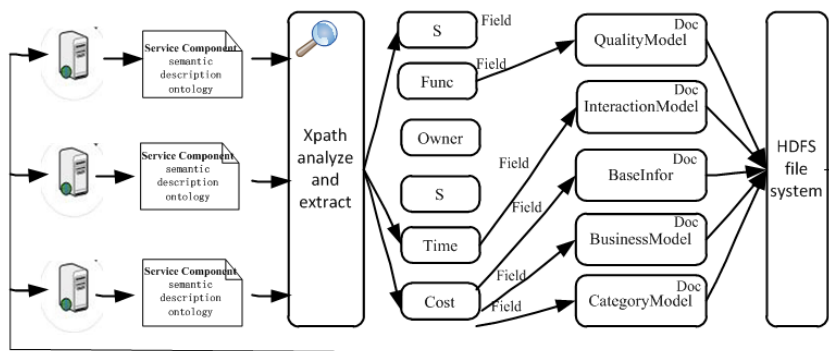 Service Component
semantic
description
ontology
Service Component
semantic
description
ontology
Service Component
semantic
description
ontology
Xpath
analyze
and
extract
S
Func
Owner
S
Time
Cost
Field
Field
Field
Field
Field
Field
Doc
QualityModel
Doc
InteractionModel
Doc
BaseInfor
Doc
BusinessModel
Doc
CategoryModel
HDFS
file
system